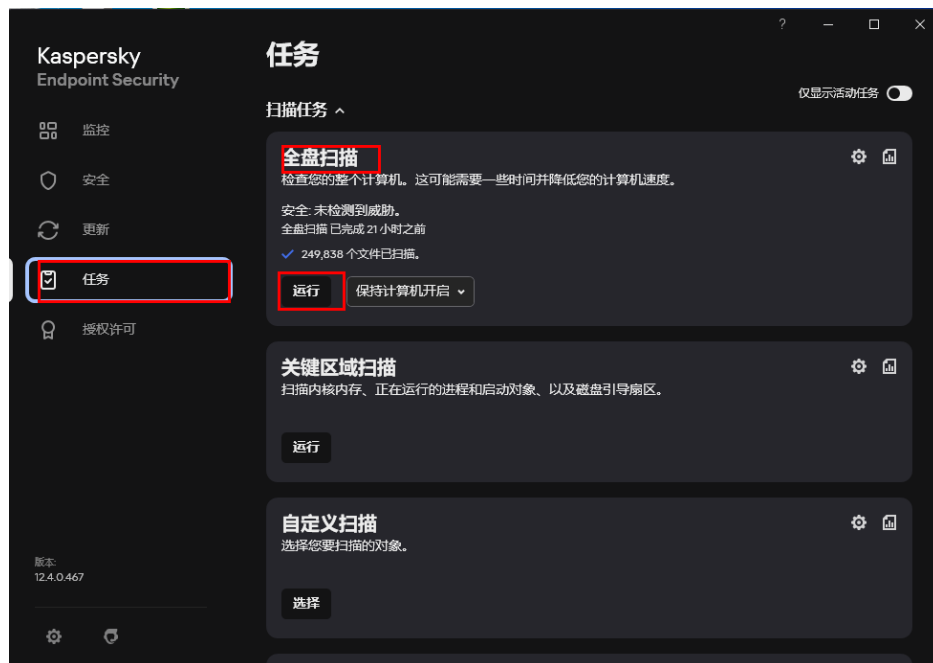 Kaspersky
Endpoint Security
监控
安全
更新
任务
授权许可
版本:
12.4.0.467
?
任务
仅显示活动任务
扫描任务
全盘扫描
检查您的整个计算机。这可能需要一些时间并降低您的计算机速度。
安全: 未检测到威胁。
全盘扫描 已完成 21 小时之前
249,838 个文件已扫描。
运行
保持计算机开启
关键区域扫描
扫描内核内存、正在运行的进程和启动对象、以及磁盘引导扇区。
运行
自定义扫描
选择您要扫描的对象。
选择